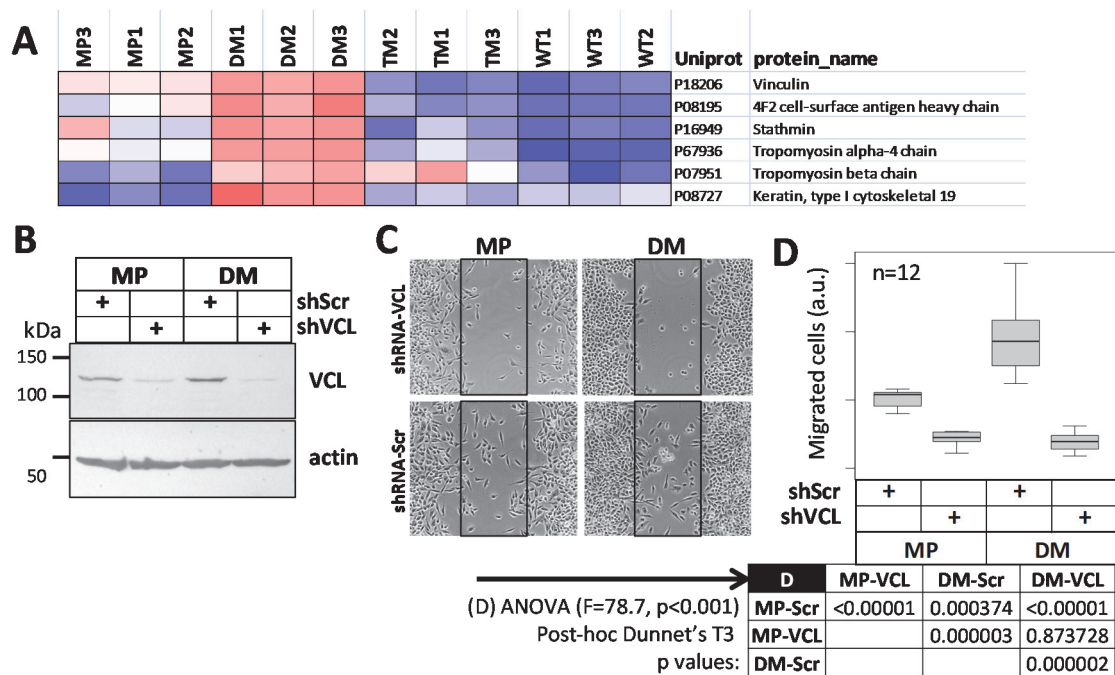 A
MP3 MP1 MP2 DM1 DM2 DM3 TM2 TM1 TM3 WT1 WT3 WT2 Uniprot protein_name
P18206 Vinculin
P08195 4F2 cell-surface antigen heavy chain
P16949 Stathmin
P67936 Tropomyosin alpha-4 chain
P07951 Tropomyosin beta chain
P08727 Keratin, type I cytoskeletal 19
B
MP DM
+ + shScr
+ + shVCL
kDa
150
100
VCL
50
actin
C
MP DM
shRNA-VCL
shRNA-Scr
D
n=12
Migrated cells (a.u.)
shScr + +
shVCL + +
MP DM
D MP-VCL DM-Scr DM-VCL
(D) ANOVA (F=78.7, p<0.001) MP-Scr <0.00001 0.000374 <0.00001
Post-hoc Dunnet's T3 MP-VCL 0.000003 0.873728
p values: DM-Scr 0.000002